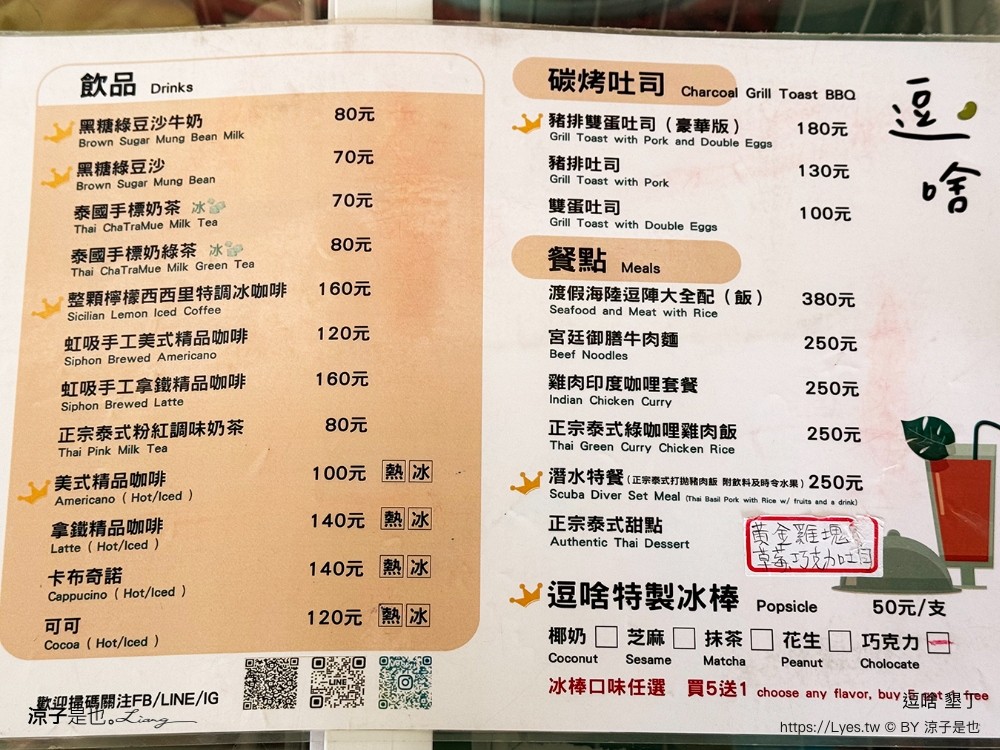 飲品 Drinks
黑糖綠豆沙牛奶 80元
Brown Sugar Mung Bean Milk
黑糖綠豆沙 70元
Brown Sugar Mung Bean
泰國手標奶茶 冰 70元
Thai ChaTraMue Milk Tea
泰國手標奶綠茶 冰 80元
Thai ChaTraMue Milk Green Tea
整顆檸檬西西里特調冰咖啡 160元
Sicilian Lemon Iced Coffee
虹吸手工美式精品咖啡 120元
Siphon Brewed Americano
虹吸手工拿鐵精品咖啡 160元
Siphon Brewed Latte
正宗泰式粉紅調味奶茶 80元
Thai Pink Milk Tea
美式精品咖啡 100元 熱 冰
Americano ( Hot/Iced )
拿鐵精品咖啡 140元 熱 冰
Latte ( Hot/Iced )
卡布奇諾 140元 熱 冰
Cappucino ( Hot/Iced )
可可 120元 熱 冰
Cocoa ( Hot/Iced )
LINE
歡迎掃碼關注FB/LINE/IG
涼子是也。Liang
碳烤吐司 Charcoal Grill Toast BBQ
豬排雙蛋吐司（豪華版） 180元
Grill Toast with Pork and Double Eggs
豬排吐司 130元
Grill Toast with Pork
雙蛋吐司 100元
Grill Toast with Double Eggs
逗
啥
餐點 Meals
渡假海陸逗陣大全配（飯） 380元
Seafood and Meat with Rice
宮廷御膳牛肉麵 250元
Beef Noodles
雞肉印度咖哩套餐 250元
Indian Chicken Curry
正宗泰式綠咖哩雞肉飯 250元
Thai Green Curry Chicken Rice
潛水特餐(正宗泰式打拋豬肉飯 附飲料及時令水果) 250元
Scuba Diver Set Meal (Thai Basil Pork with Rice w/ fruits and a drink)
正宗泰式甜點
Authentic Thai Dessert
黃金雞塊
草莓巧克力吐司
逗啥特製冰棒 Popsicle 50元/支
椰奶 芝麻 抹茶 花生 巧克力
Coconut Sesame Matcha Peanut Cholocate
冰棒口味任選 買5送1 choose any flavor, buy 5 get 1 free
逗啥 墾丁
https://Lyes.tw © BY 涼子是也